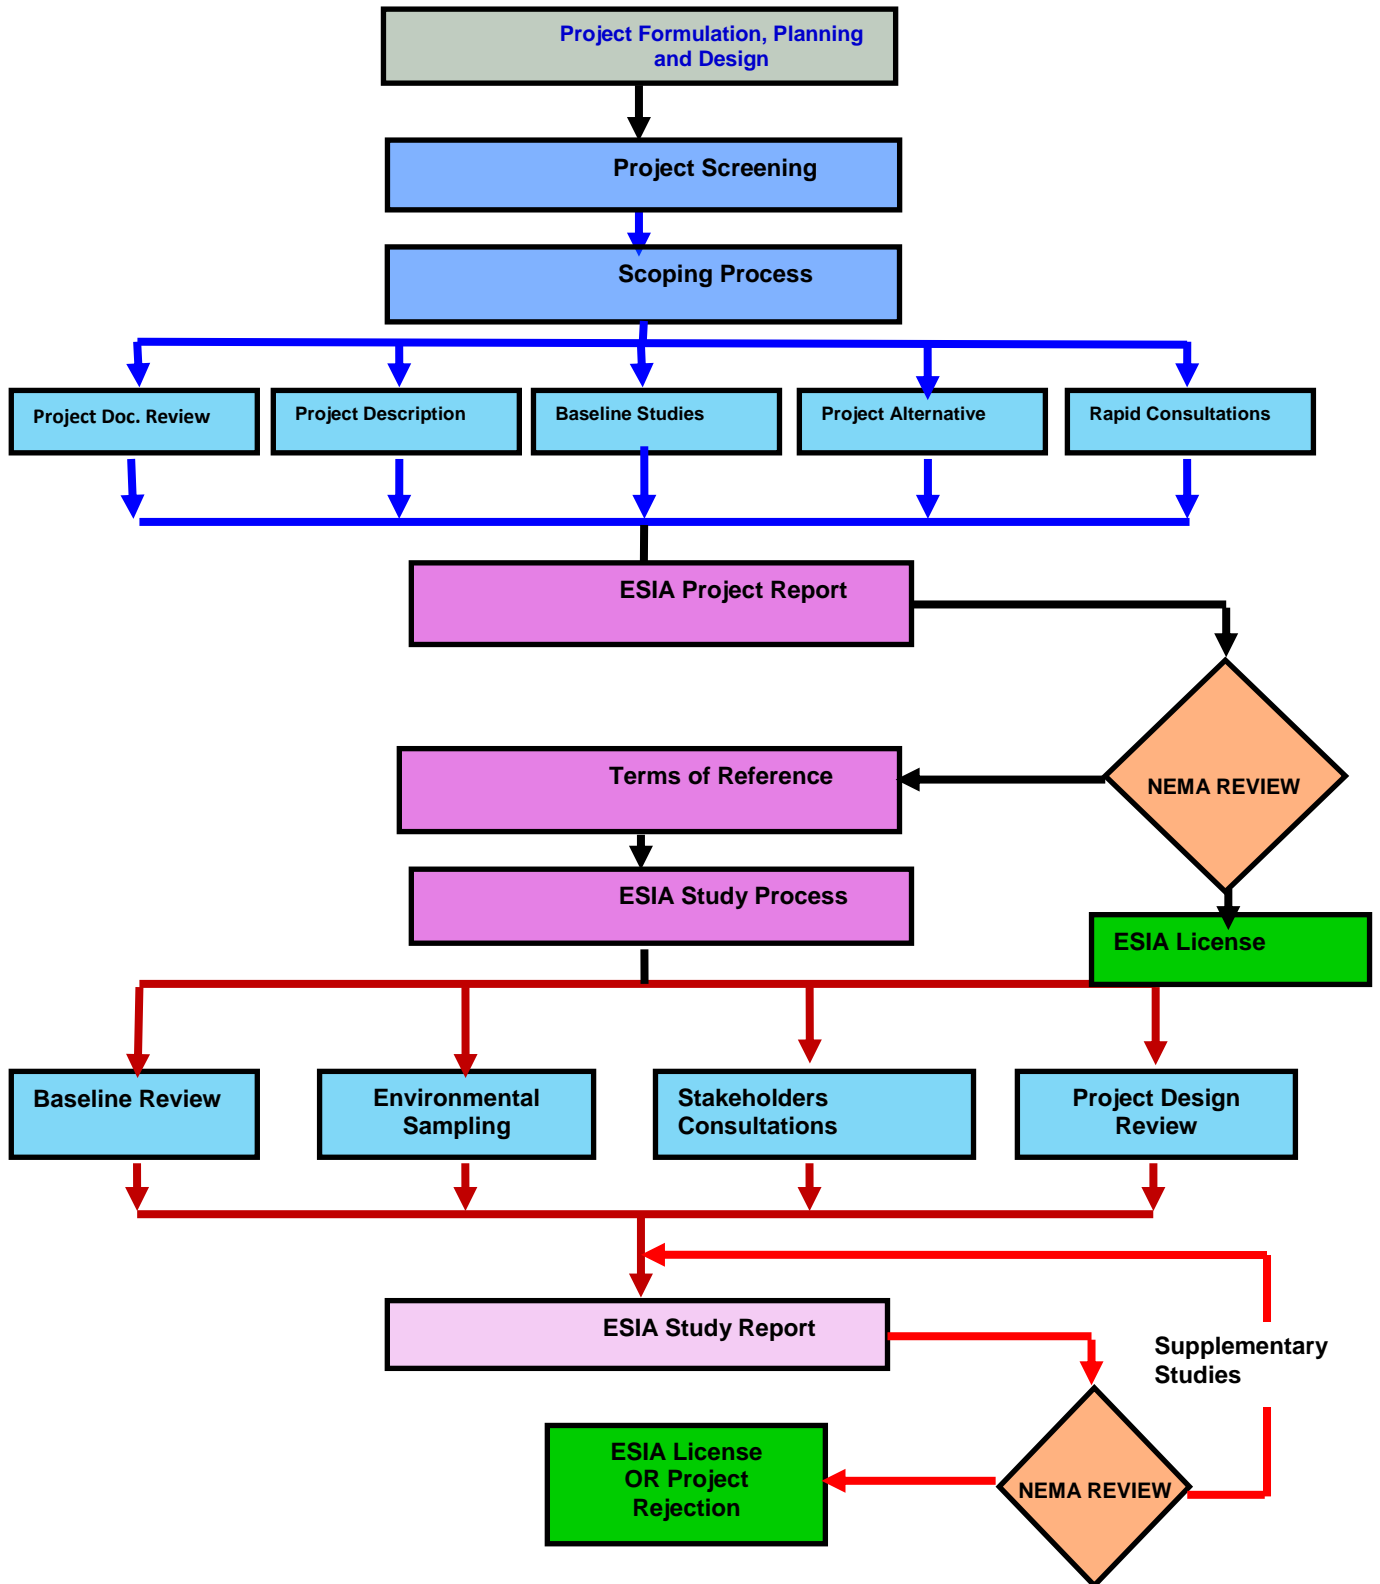 Project Formulation, Planning
and Design
Project Screening
Scoping Process
Project Doc. Review
Project Description
Baseline Studies
Project Alternative
Rapid Consultations
ESIA Project Report
NEMA REVIEW
Terms of Reference
ESIA Study Process
ESIA License
Baseline Review
Environmental
Sampling
Stakeholders
Consultations
Project Design
Review
ESIA Study Report
Supplementary
Studies
ESIA License
OR Project
Rejection
NEMA REVIEW